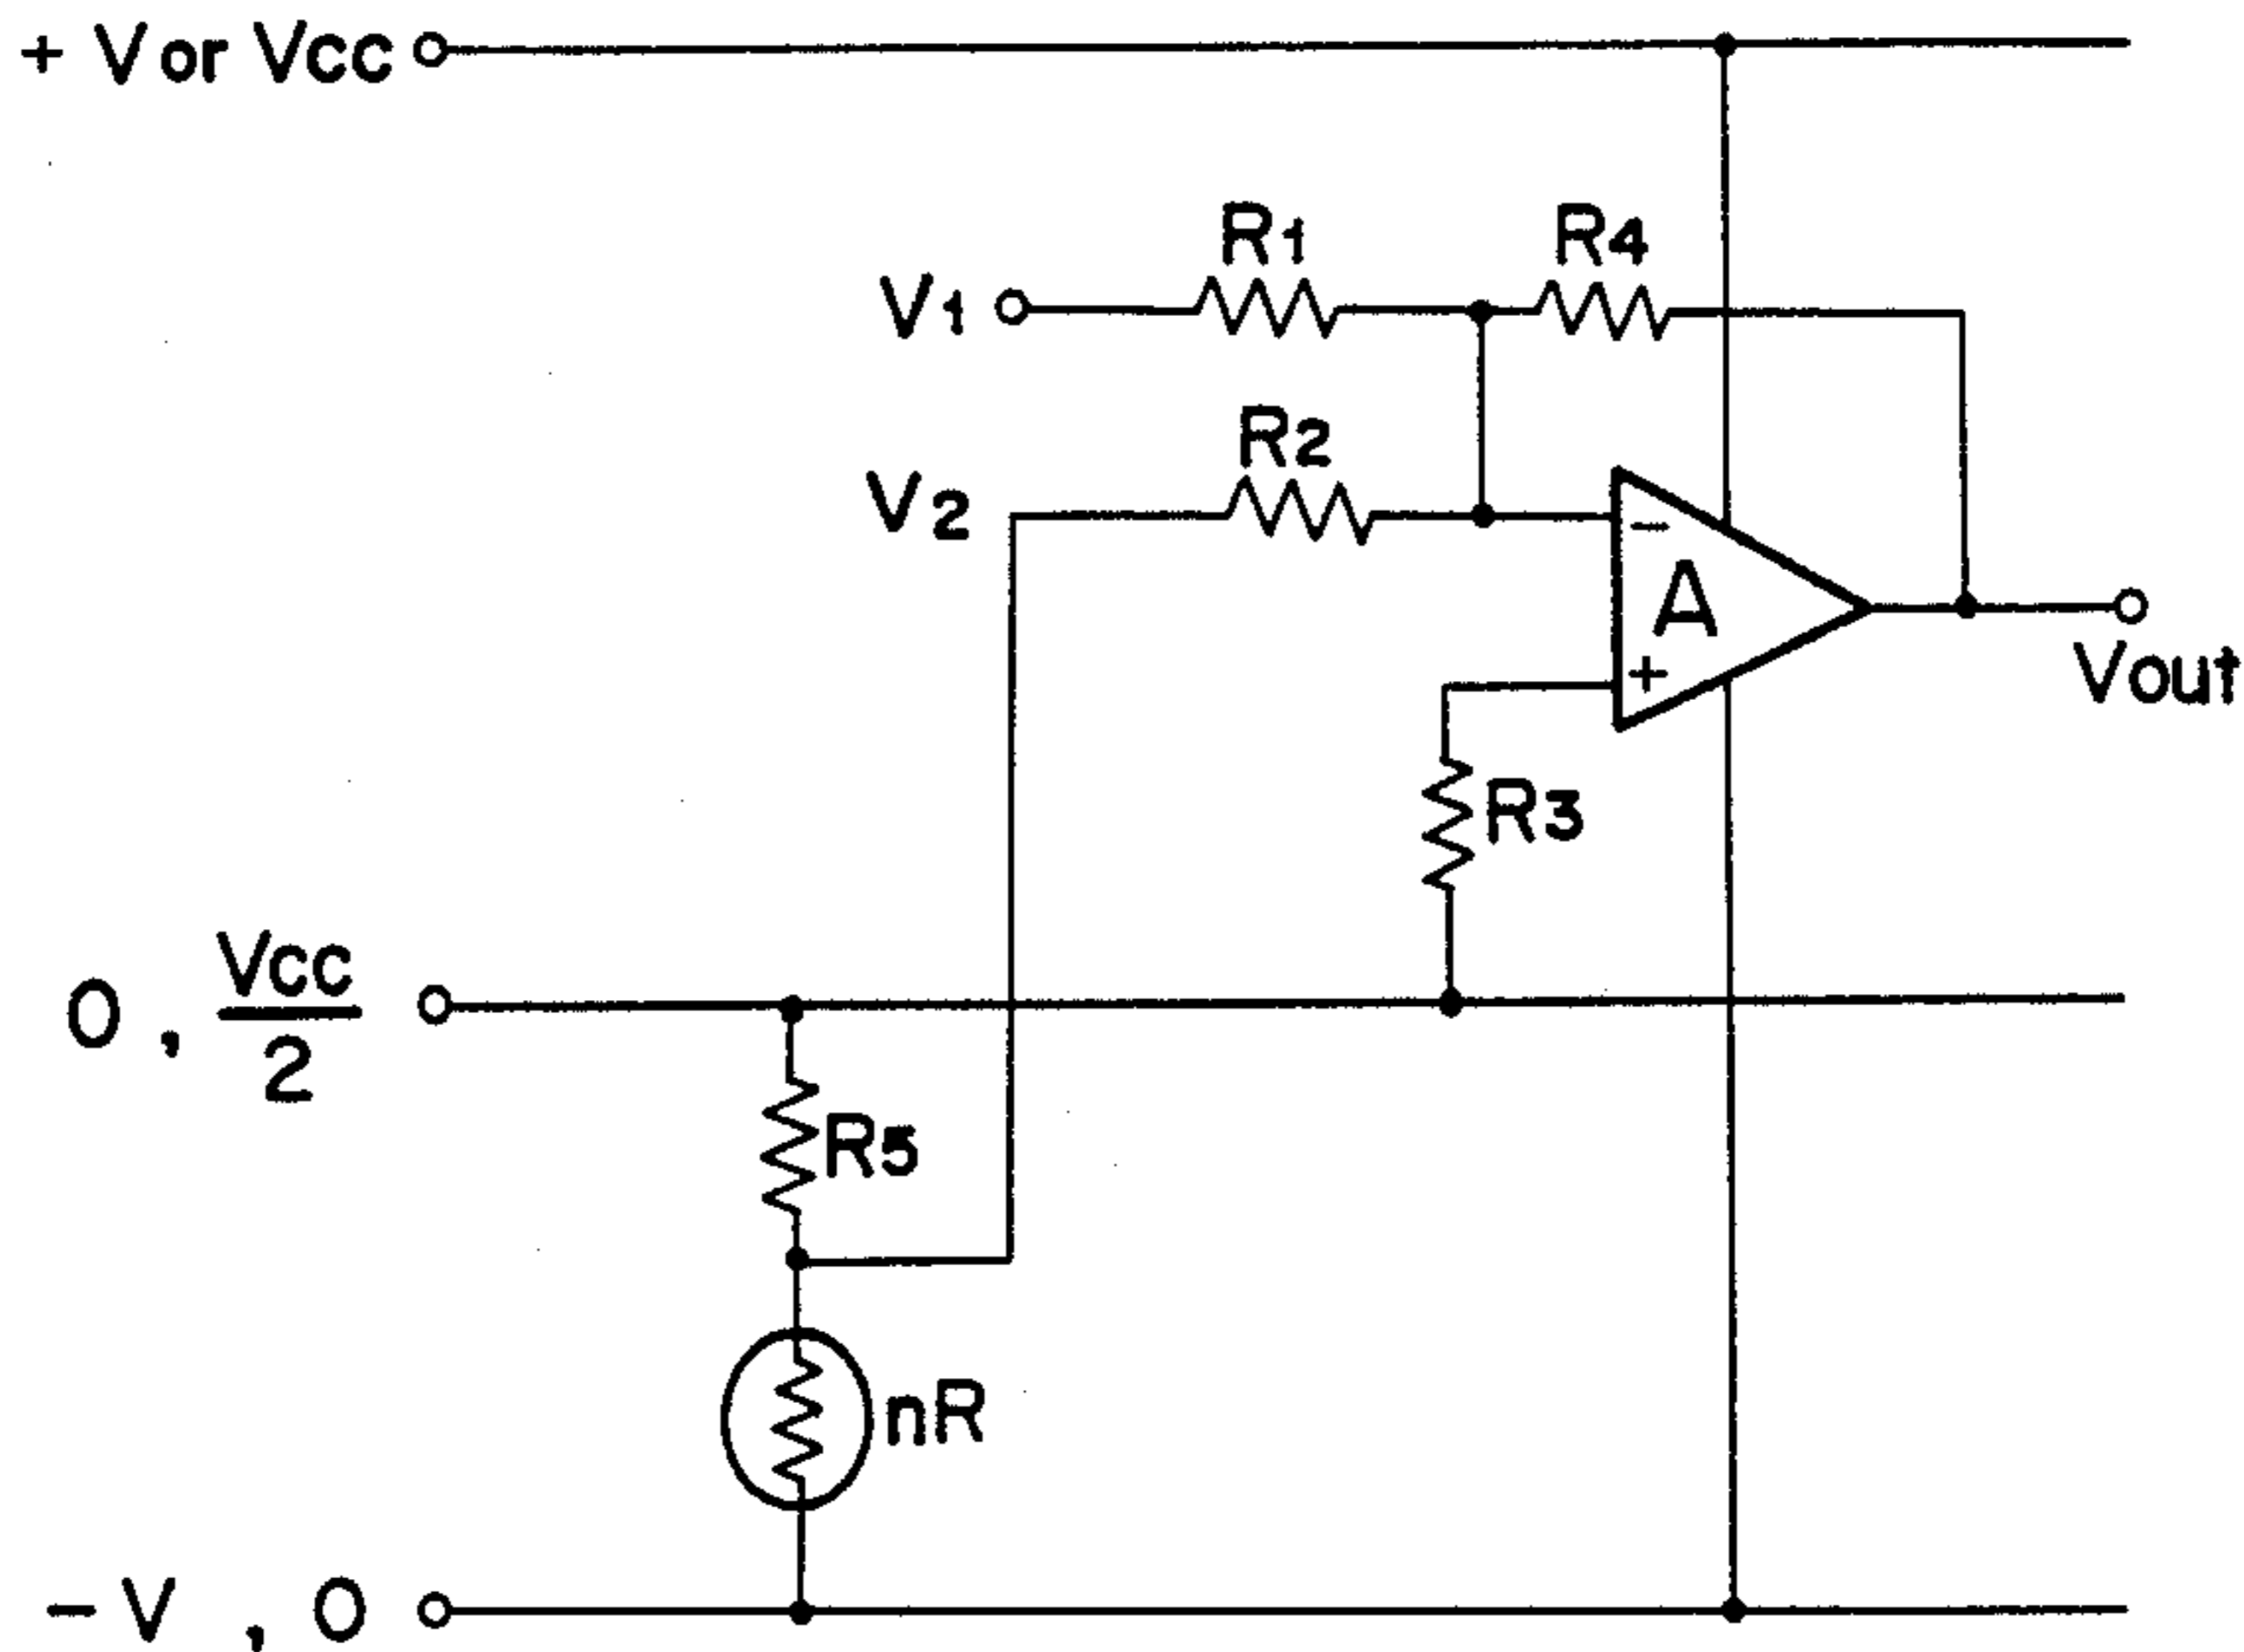 + V or Vcc
R1
R4
V1
R2
V2
-
A
+
Vout
R3
0 , Vcc
2
R5
nR
- V , 0